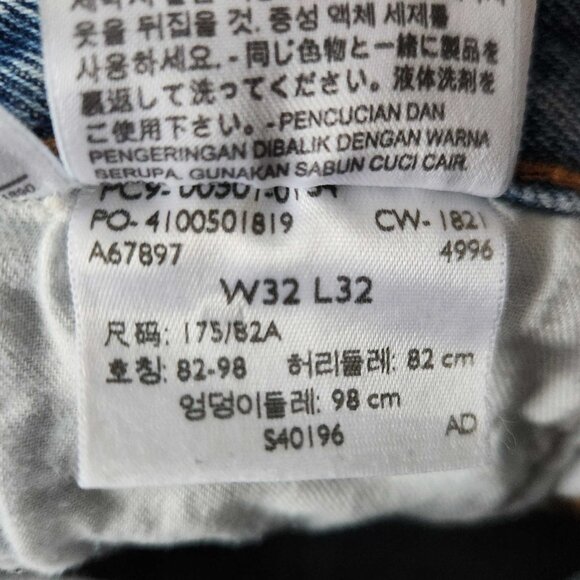 옷을 뒤집을 것. 중성 액체 세제를
사용하세요. - 同じ色物と一緒に製品を
裏返して洗ってください。液体洗剤を
ご使用下さい。-PENCUCIAN DAN
PENGERINGAN DIBALIK DENGAN WARNA
SERUPA. GUNAKAN SABUN CUCI CAIR.
PO- 4100501819 CW- 1821
A67897 4996
W32 L32
尺码: 175/82A
호칭: 82-98 허리둘레: 82 cm
엉덩이둘레: 98 cm
S40196 AD